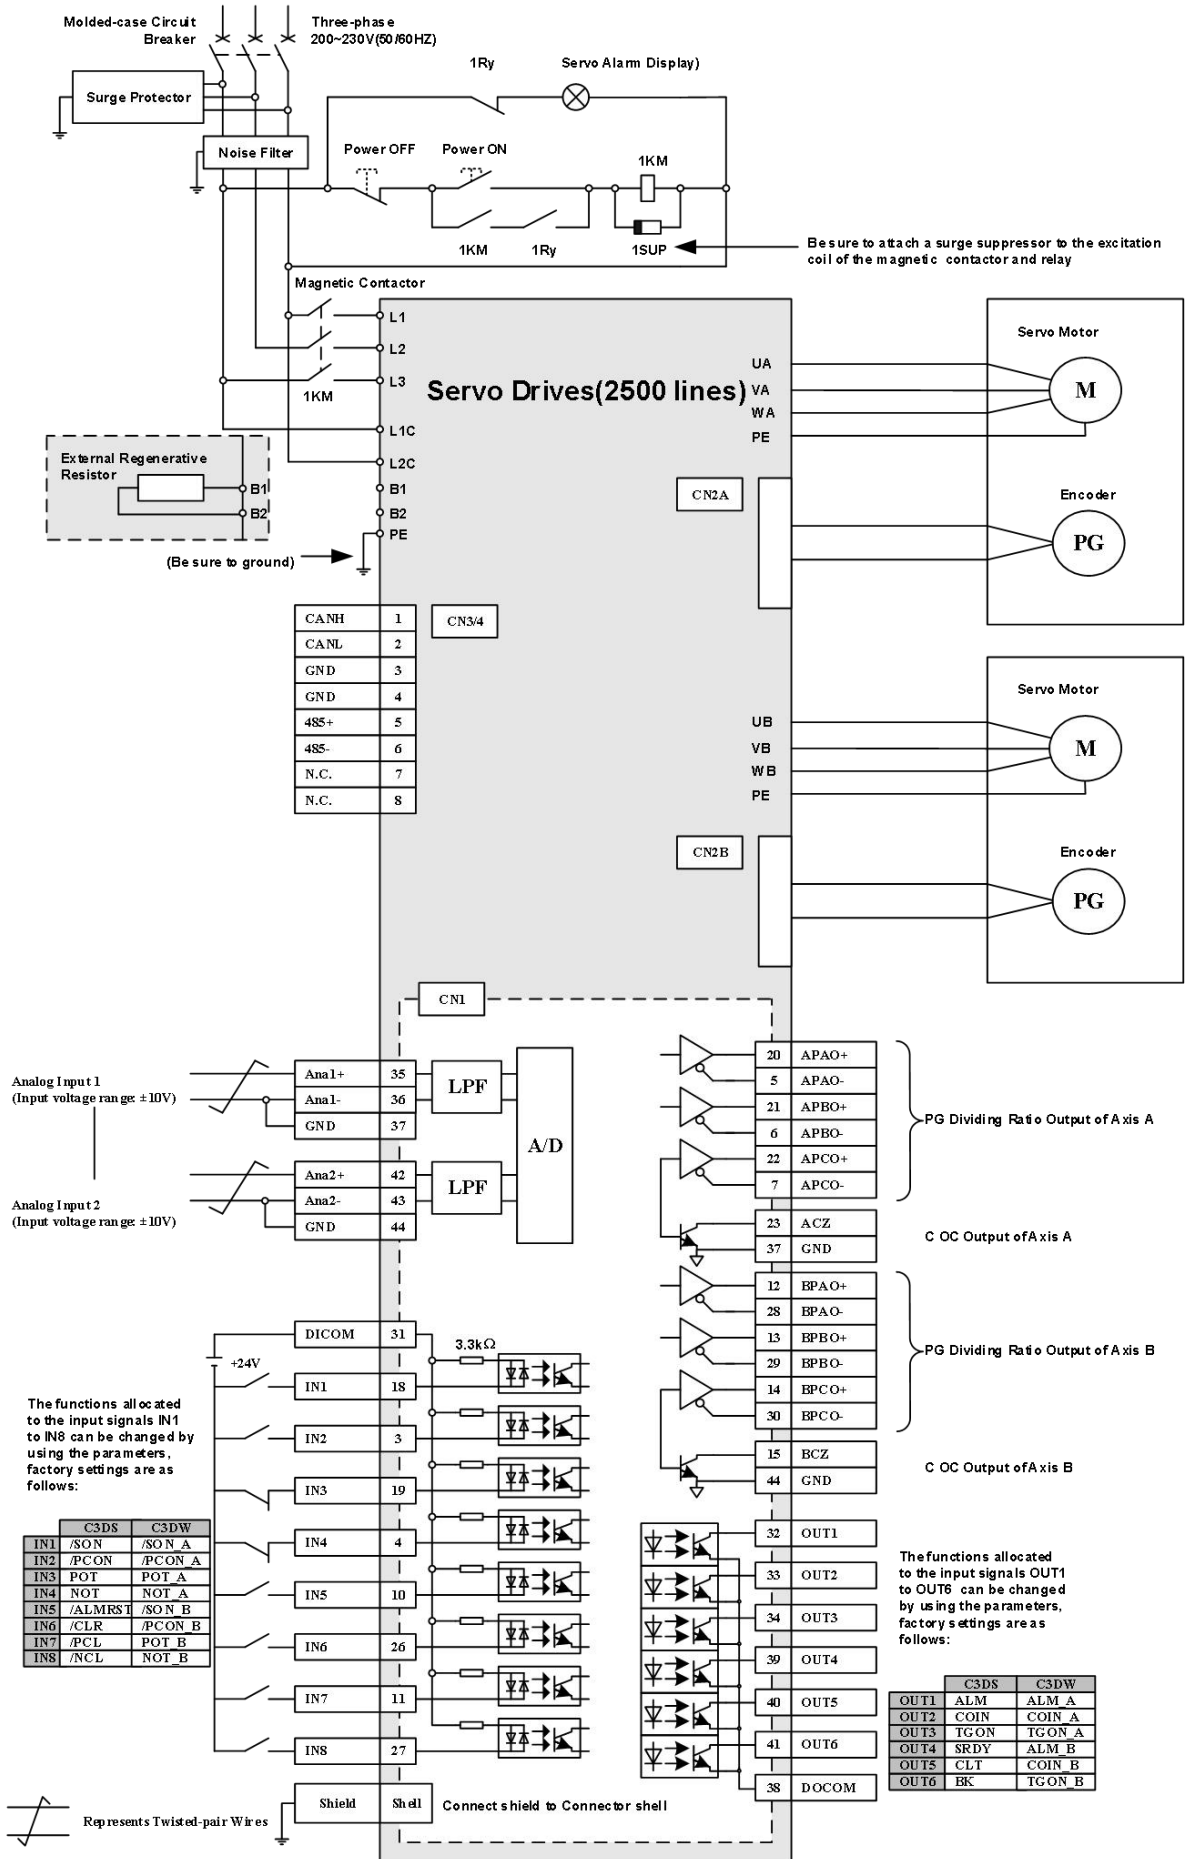 Molded-case Circuit
Breaker
Three-phase
200~230V(50/60HZ)
Surge Protector
Noise Filter
1Ry
Servo Alarm Display)
Power OFF
Power ON
1KM
1KM
1Ry
1SUP
Be sure to attach a surge suppressor to the excitation
coil of the magnetic contactor and relay
Magnetic Contactor
1KM
L1
L2
L3
L1C
L2C
B1
B2
PE
Servo Drives(2500 lines)
External Regenerative
Resistor
B1
B2
(Be sure to ground)
UA
VA
WA
PE
Servo Motor
M
CN2A
Encoder
PG
CANH 1
CANL 2
GND 3
GND 4
485+ 5
485- 6
N.C. 7
N.C. 8
CN3/4
UB
VB
WB
PE
Servo Motor
M
CN2B
Encoder
PG
CN1
Analog Input 1
(Input voltage range: ±10V)
Ana1+ 35
Ana1- 36
GND 37
LPF
A/D
Analog Input 2
(Input voltage range: ±10V)
Ana2+ 42
Ana2- 43
GND 44
LPF
20 APAO+
5 APAO-
21 APBO+
6 APBO-
22 APCO+
7 APCO-
PG Dividing Ratio Output of Axis A
23 ACZ
37 GND
C OC Output of Axis A
12 BPAO+
28 BPAO-
13 BPBO+
29 BPBO-
14 BPCO+
30 BPCO-
PG Dividing Ratio Output of Axis B
15 BCZ
44 GND
C OC Output of Axis B
DICOM 31
+24V
3.3kΩ
IN1 18
IN2 3
IN3 19
IN4 4
IN5 10
IN6 26
IN7 11
IN8 27
The functions allocated
to the input signals IN1
to IN8 can be changed by
using the parameters,
factory settings are as
follows:
C3DS C3DW
IN1 /SON /SON_A
IN2 /PCON /PCON_A
IN3 POT POT_A
IN4 NOT NOT_A
IN5 /ALMRST /SON_B
IN6 /CLR /PCON_B
IN7 /PCL POT_B
IN8 /NCL NOT_B
32 OUT1
33 OUT2
34 OUT3
39 OUT4
40 OUT5
41 OUT6
38 DOCOM
The functions allocated
to the input signals OUT1
to OUT6 can be changed
by using the parameters,
factory settings are as
follows:
C3DS C3DW
OUT1 ALM ALM_A
OUT2 COIN COIN_A
OUT3 TGON TGON_A
OUT4 SRDY ALM_B
OUT5 CLT COIN_B
OUT6 BK TGON_B
Shield Shell
Connect shield to Connector shell
Represents Twisted-pair Wires